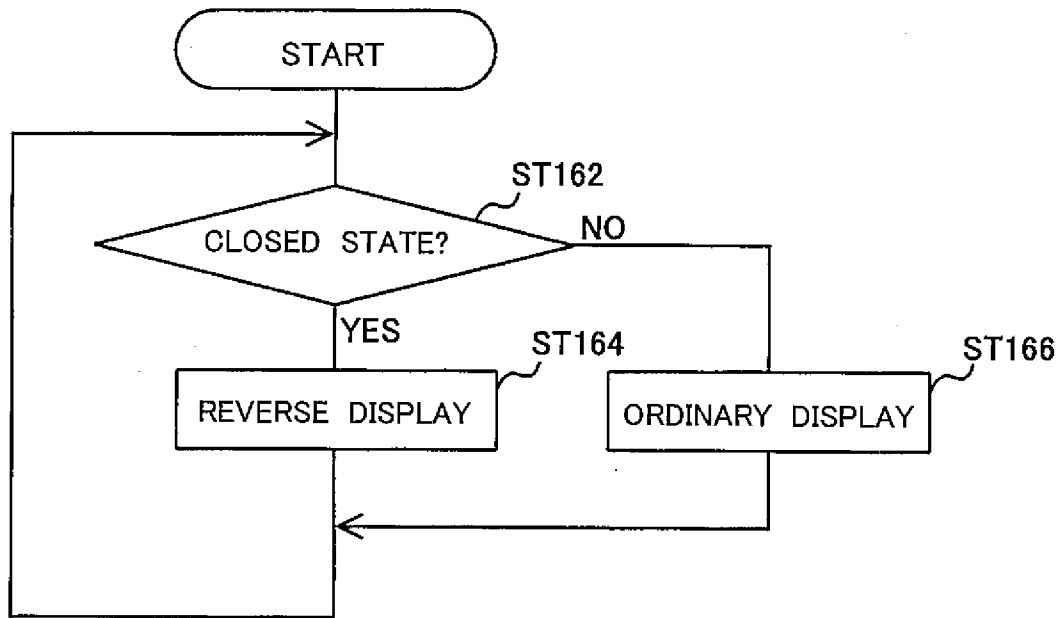 START
ST162
CLOSED STATE?
NO
YES
ST164
ST166
REVERSE DISPLAY
ORDINARY DISPLAY